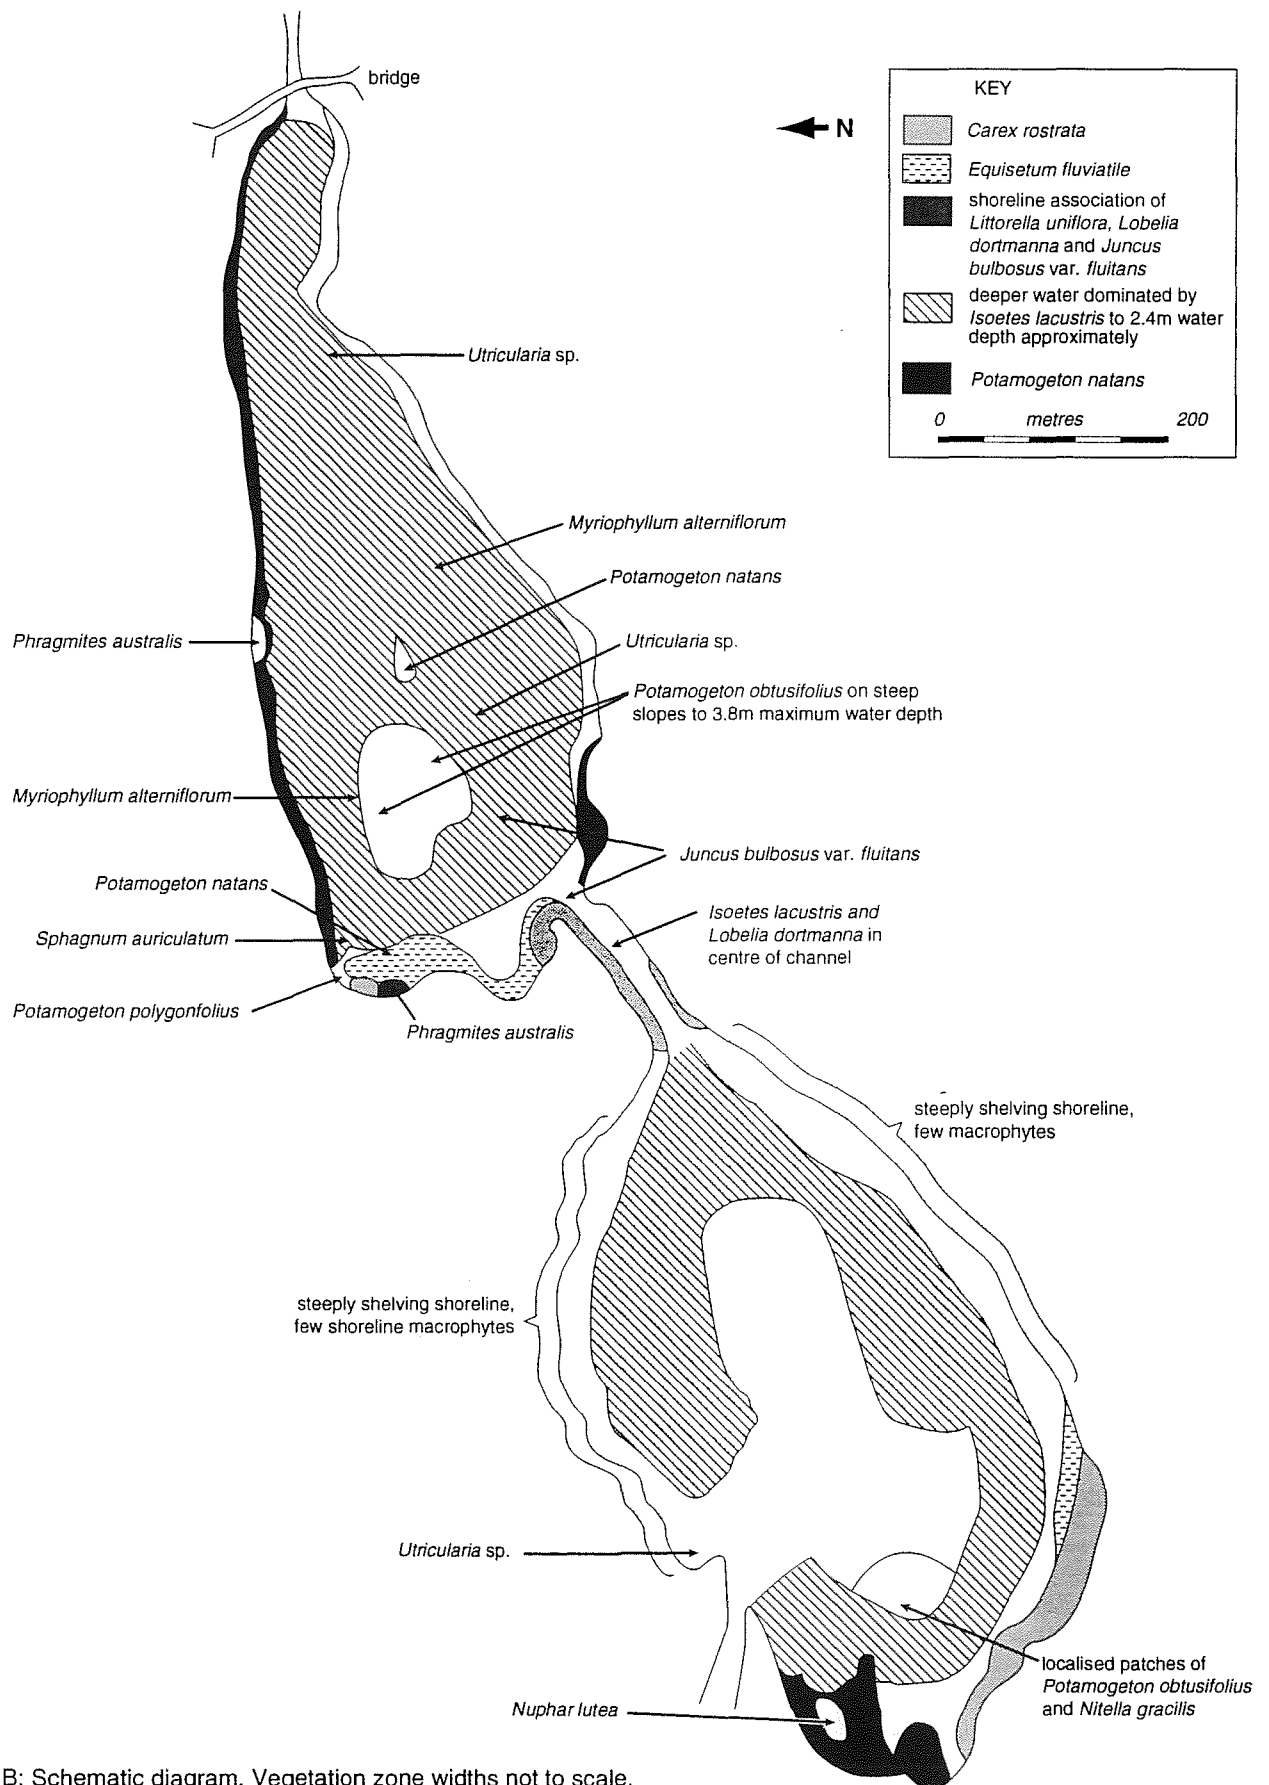 bridge
N
KEY
Carex rostrata
Equisetum fluviatile
shoreline association of
Littorella uniflora, Lobelia
dortmanna and Juncus
bulbosus var. fluitans
deeper water dominated by
Isoetes lacustris to 2.4m water
depth approximately
Potamogeton natans
0 metres 200
Utricularia sp.
Myriophyllum alterniflorum
Potamogeton natans
Phragmites australis
Utricularia sp.
Potamogeton obtusifolius on steep
slopes to 3.8m maximum water depth
Myriophyllum alterniflorum
Juncus bulbosus var. fluitans
Potamogeton natans
Isoetes lacustris and
Lobelia dortmanna in
centre of channel
Sphagnum auriculatum
Potamogeton polygonfolius
Phragmites australis
steeply shelving shoreline,
few macrophytes
steeply shelving shoreline,
few shoreline macrophytes
Utricularia sp.
localised patches of
Potamogeton obtusifolius
and Nitella gracilis
Nuphar lutea
B: Schematic diagram. Vegetation zone widths not to scale.